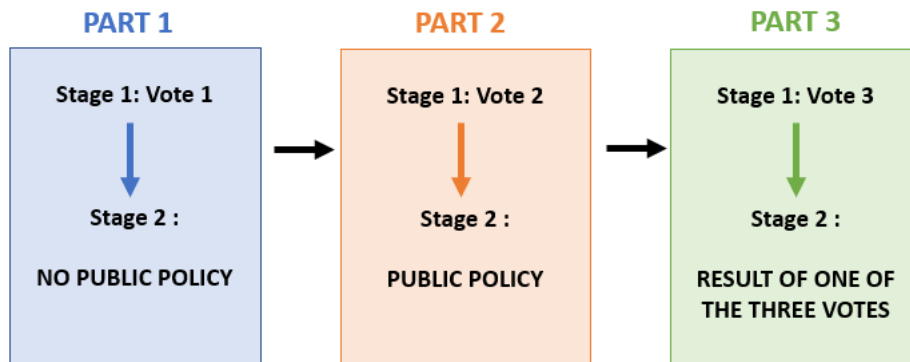 PART 1
Stage 1: Vote 1
Stage 2 :
NO PUBLIC POLICY
PART 2
Stage 1: Vote 2
Stage 2 :
PUBLIC POLICY
PART 3
Stage 1: Vote 3
Stage 2 :
RESULT OF ONE OF
THE THREE VOTES